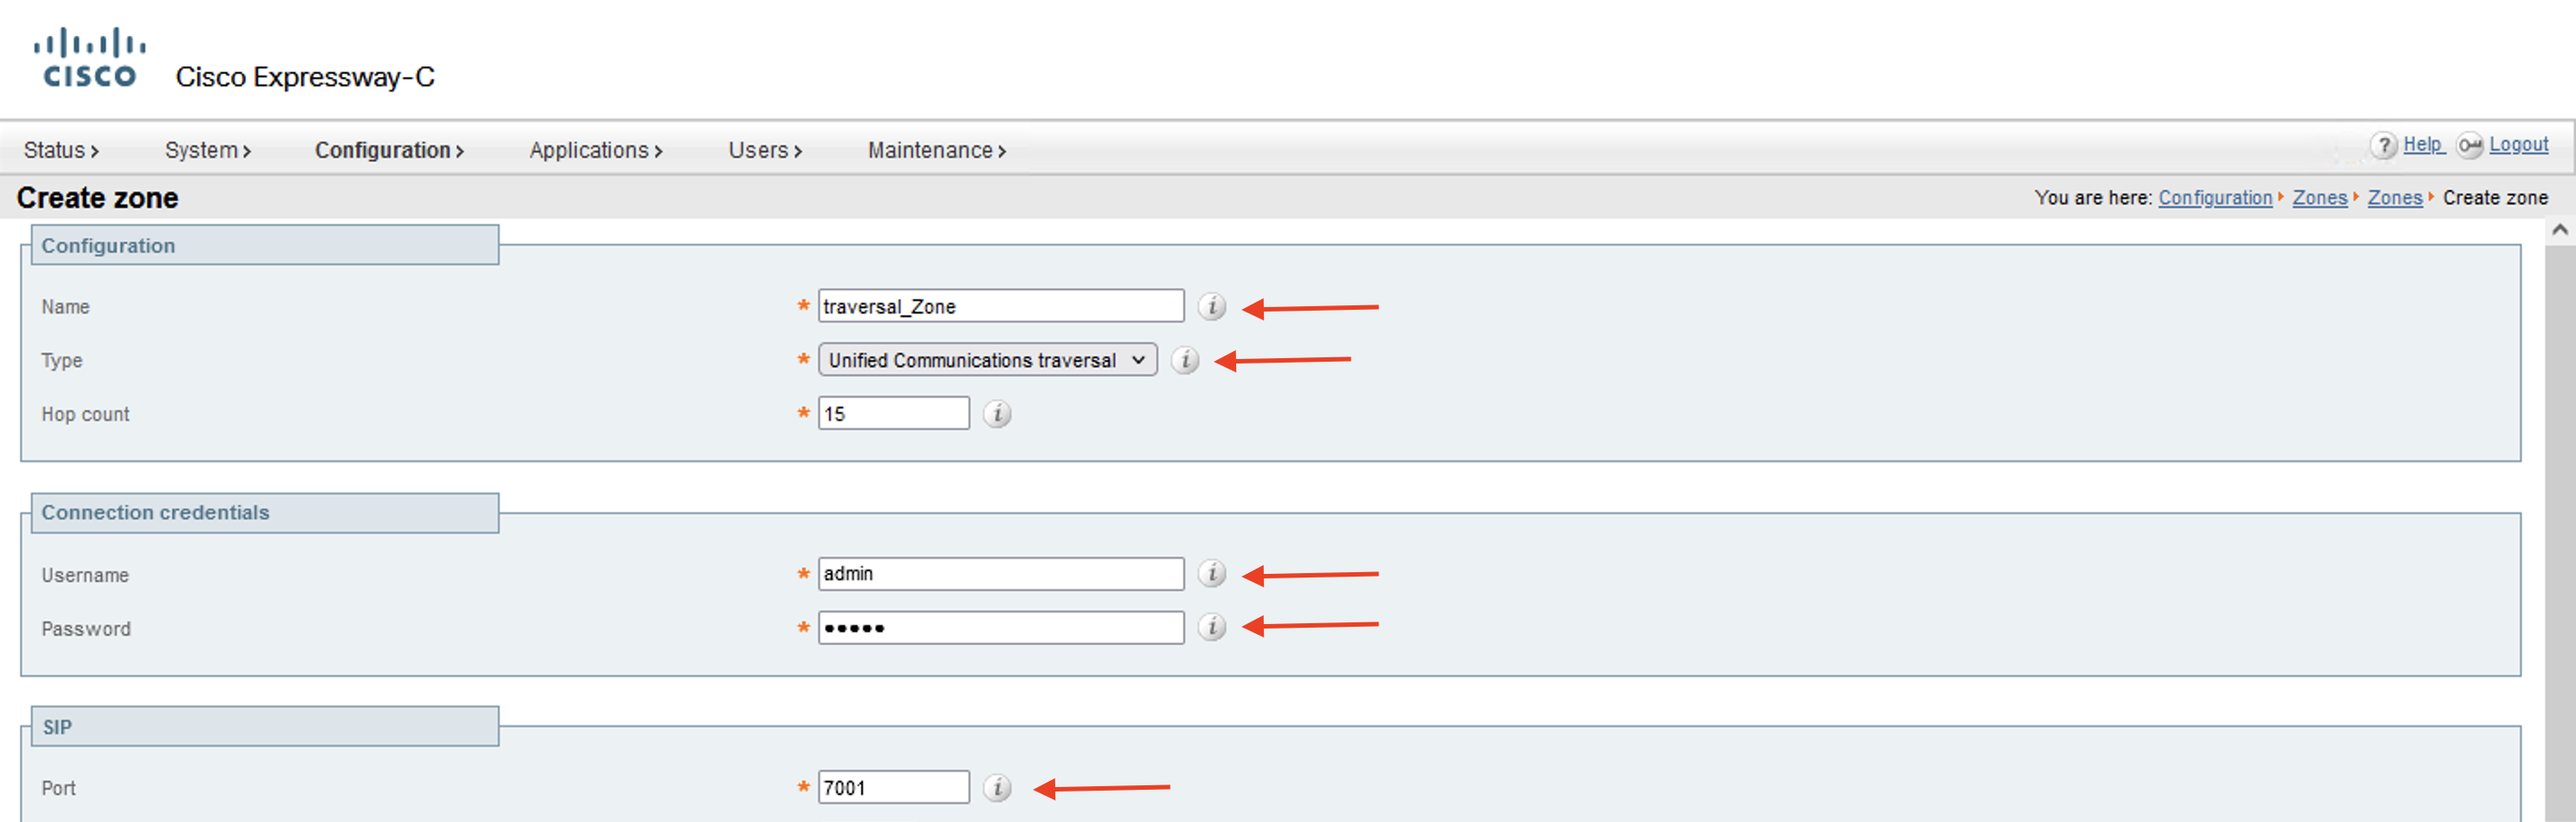 CISCO Cisco Expressway-C
Status System Configuration Applications Users Maintenance ? Help Logout
Create zone You are here: Configuration Zones Zones Create zone
Configuration
Name * traversal_Zone i
Type * Unified Communications traversal i
Hop count * 15 i
Connection credentials
Username * admin i
Password * ••••• i
SIP
Port * 7001 i